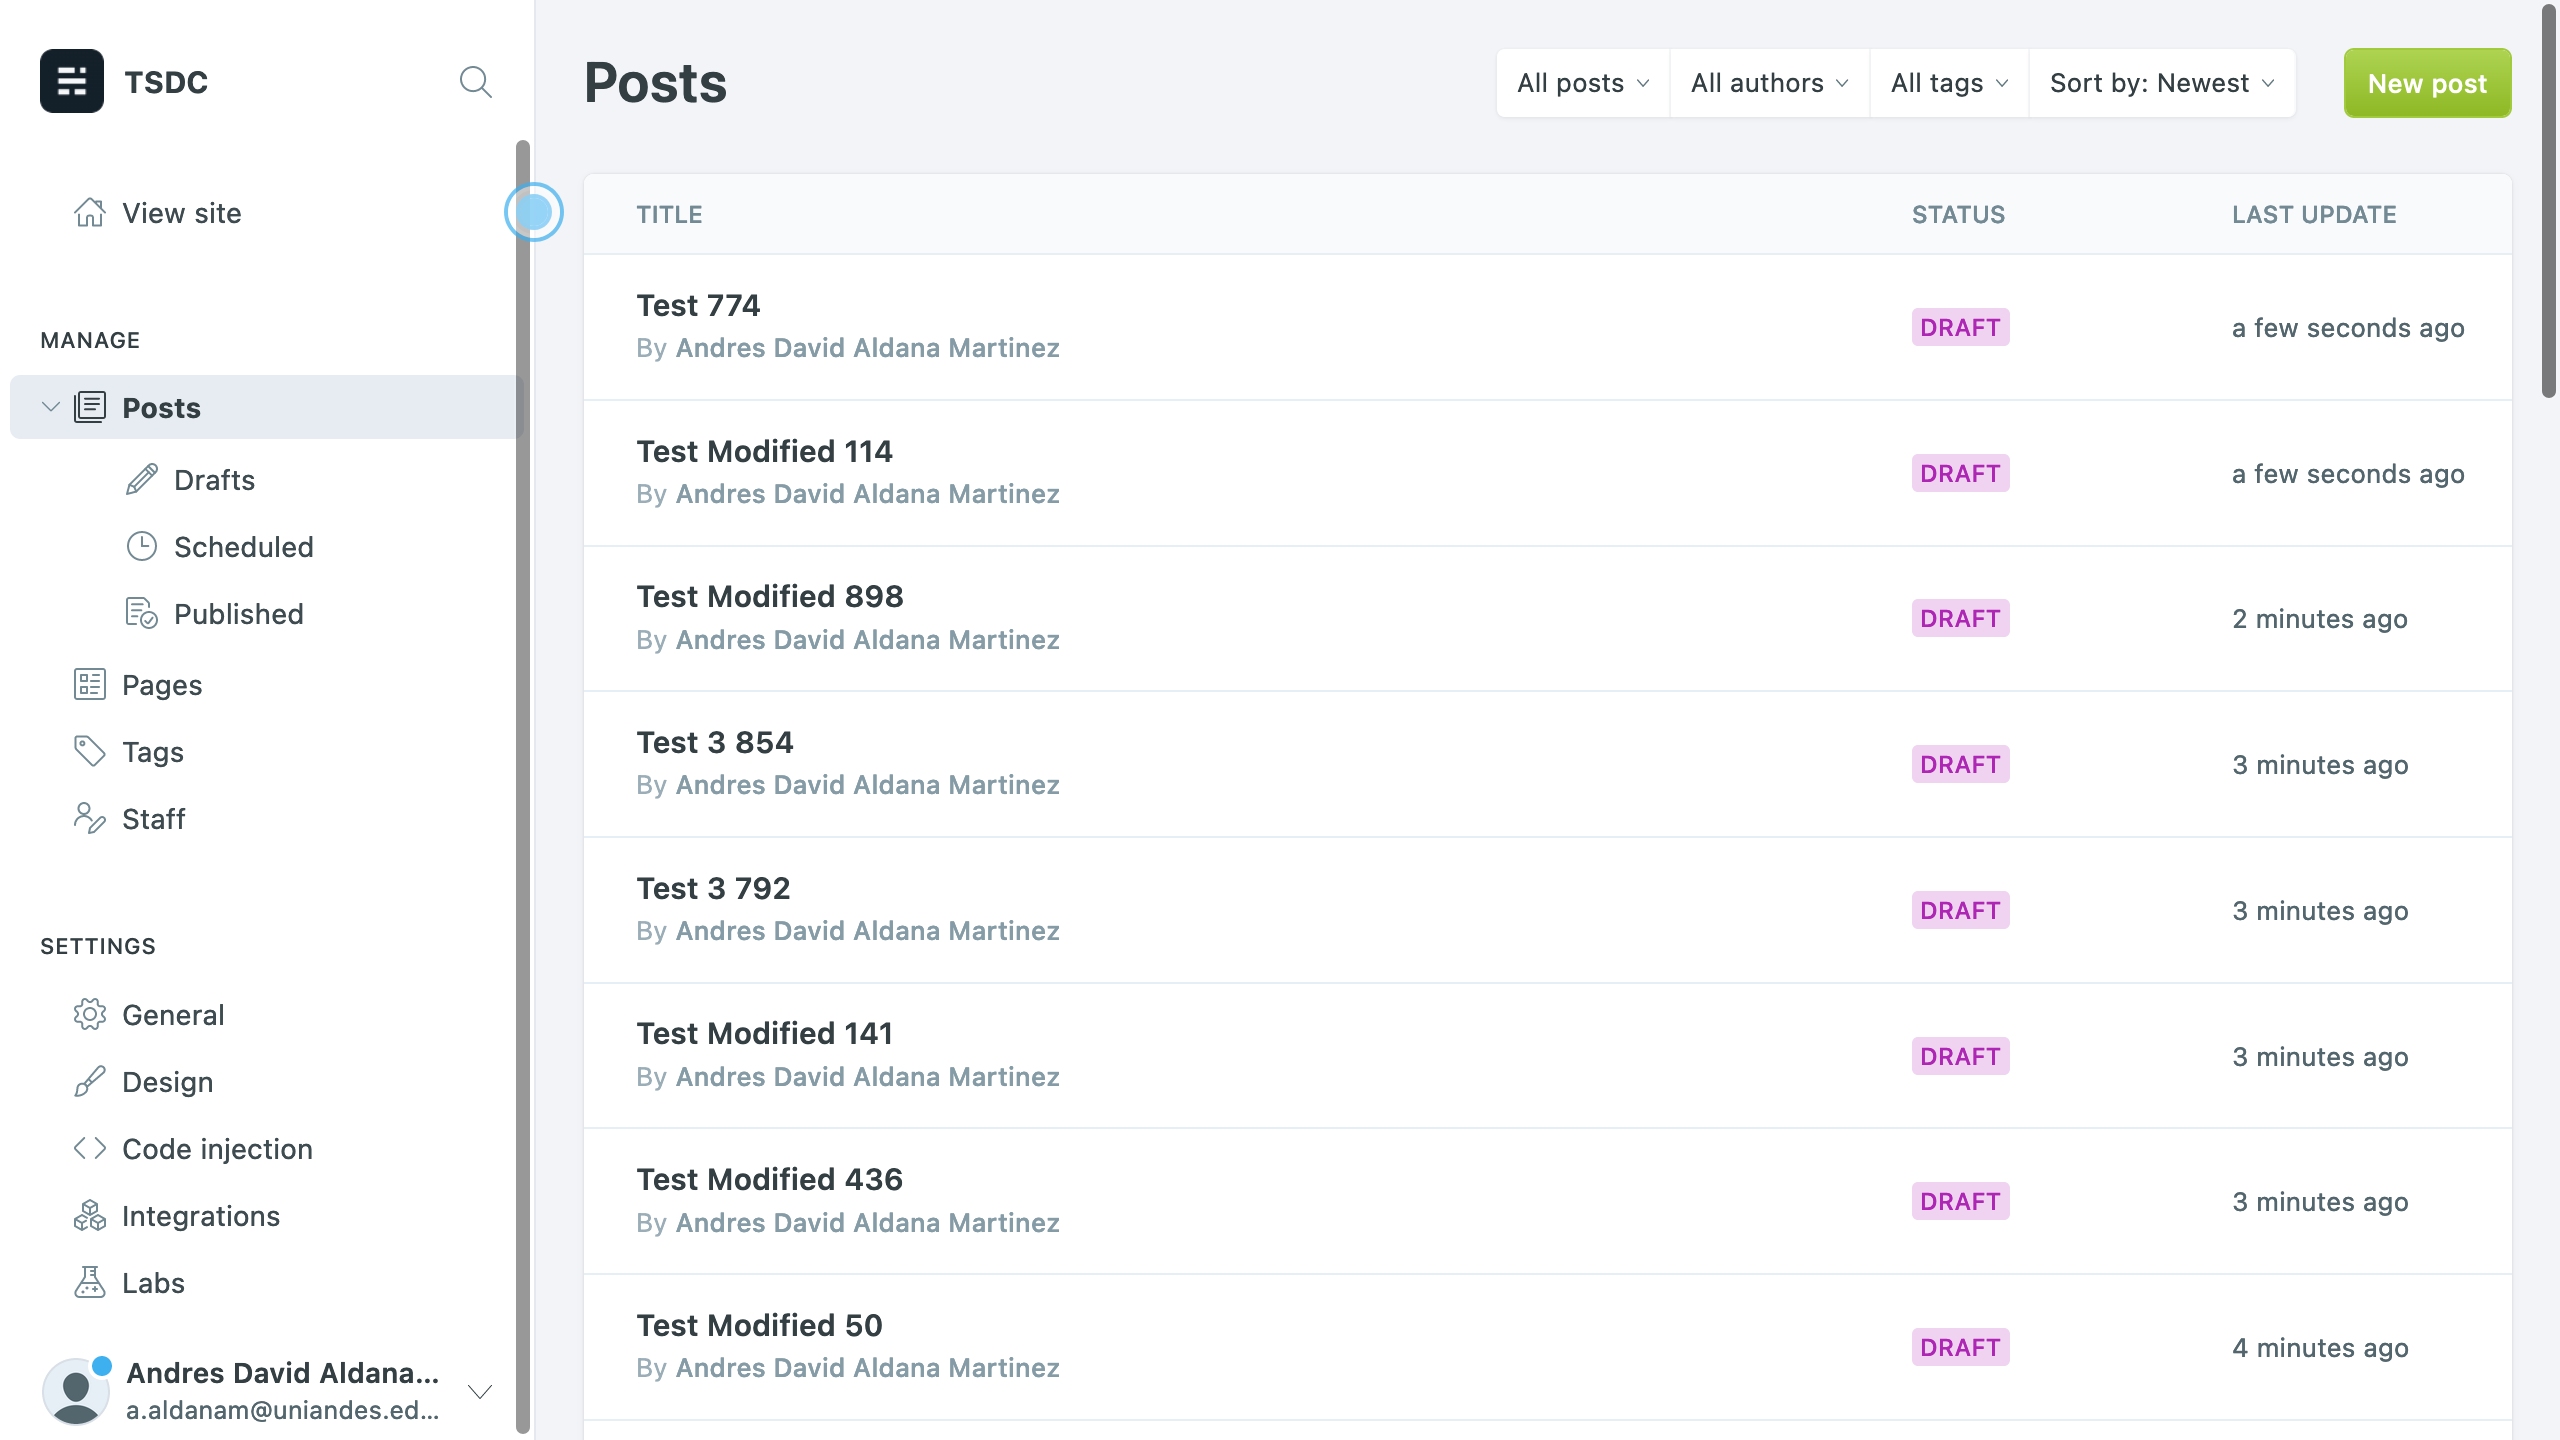 TSDC
View site
MANAGE
Posts
Drafts
Scheduled
Published
Pages
Tags
Staff
SETTINGS
General
Design
Code injection
Integrations
Labs
Andres David Aldana...
a.aldanam@uniandes.ed...
Posts
All posts
All authors
All tags
Sort by: Newest
New post
TITLE STATUS LAST UPDATE
Test 774
By Andres David Aldana Martinez
DRAFT
a few seconds ago
Test Modified 114
By Andres David Aldana Martinez
DRAFT
a few seconds ago
Test Modified 898
By Andres David Aldana Martinez
DRAFT
2 minutes ago
Test 3 854
By Andres David Aldana Martinez
DRAFT
3 minutes ago
Test 3 792
By Andres David Aldana Martinez
DRAFT
3 minutes ago
Test Modified 141
By Andres David Aldana Martinez
DRAFT
3 minutes ago
Test Modified 436
By Andres David Aldana Martinez
DRAFT
3 minutes ago
Test Modified 50
By Andres David Aldana Martinez
DRAFT
4 minutes ago